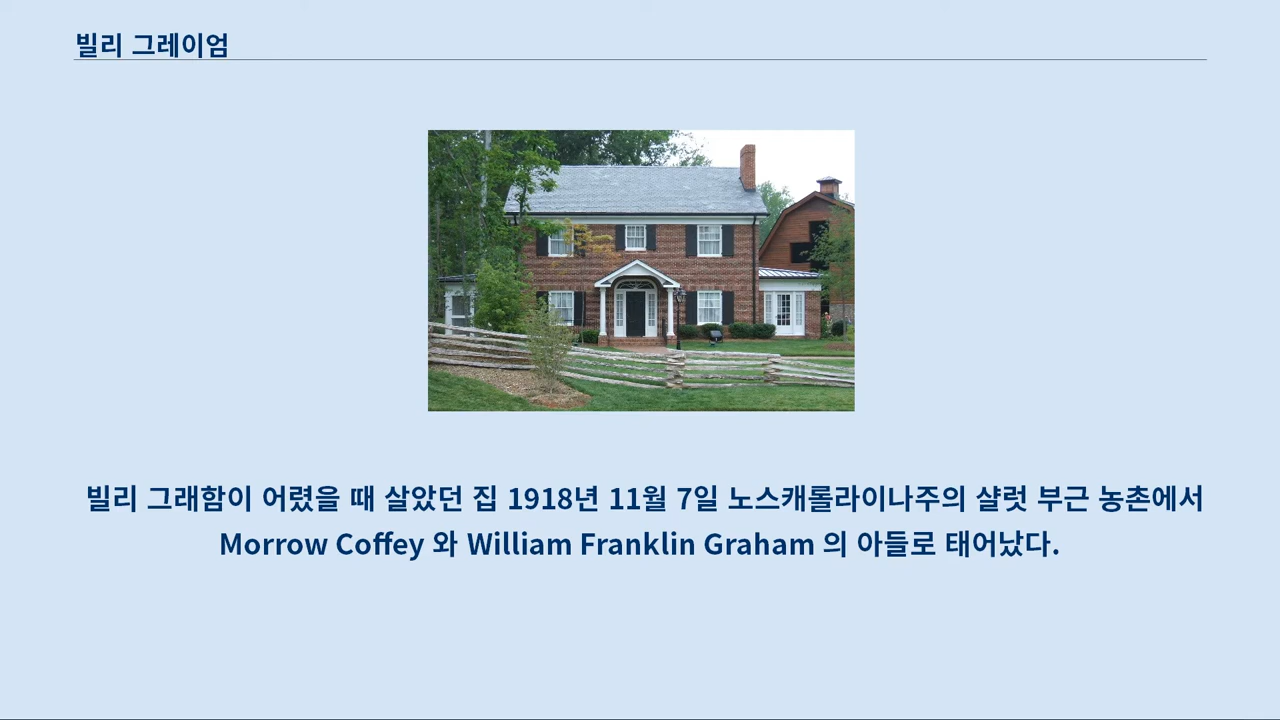 빌리 그레이엄
빌리 그래함이 어렸을 때 살았던 집 1918년 11월 7일 노스캐롤라이나주의 샬럿 부근 농촌에서
Morrow Coffey 와 William Franklin Graham 의 아들로 태어났다.